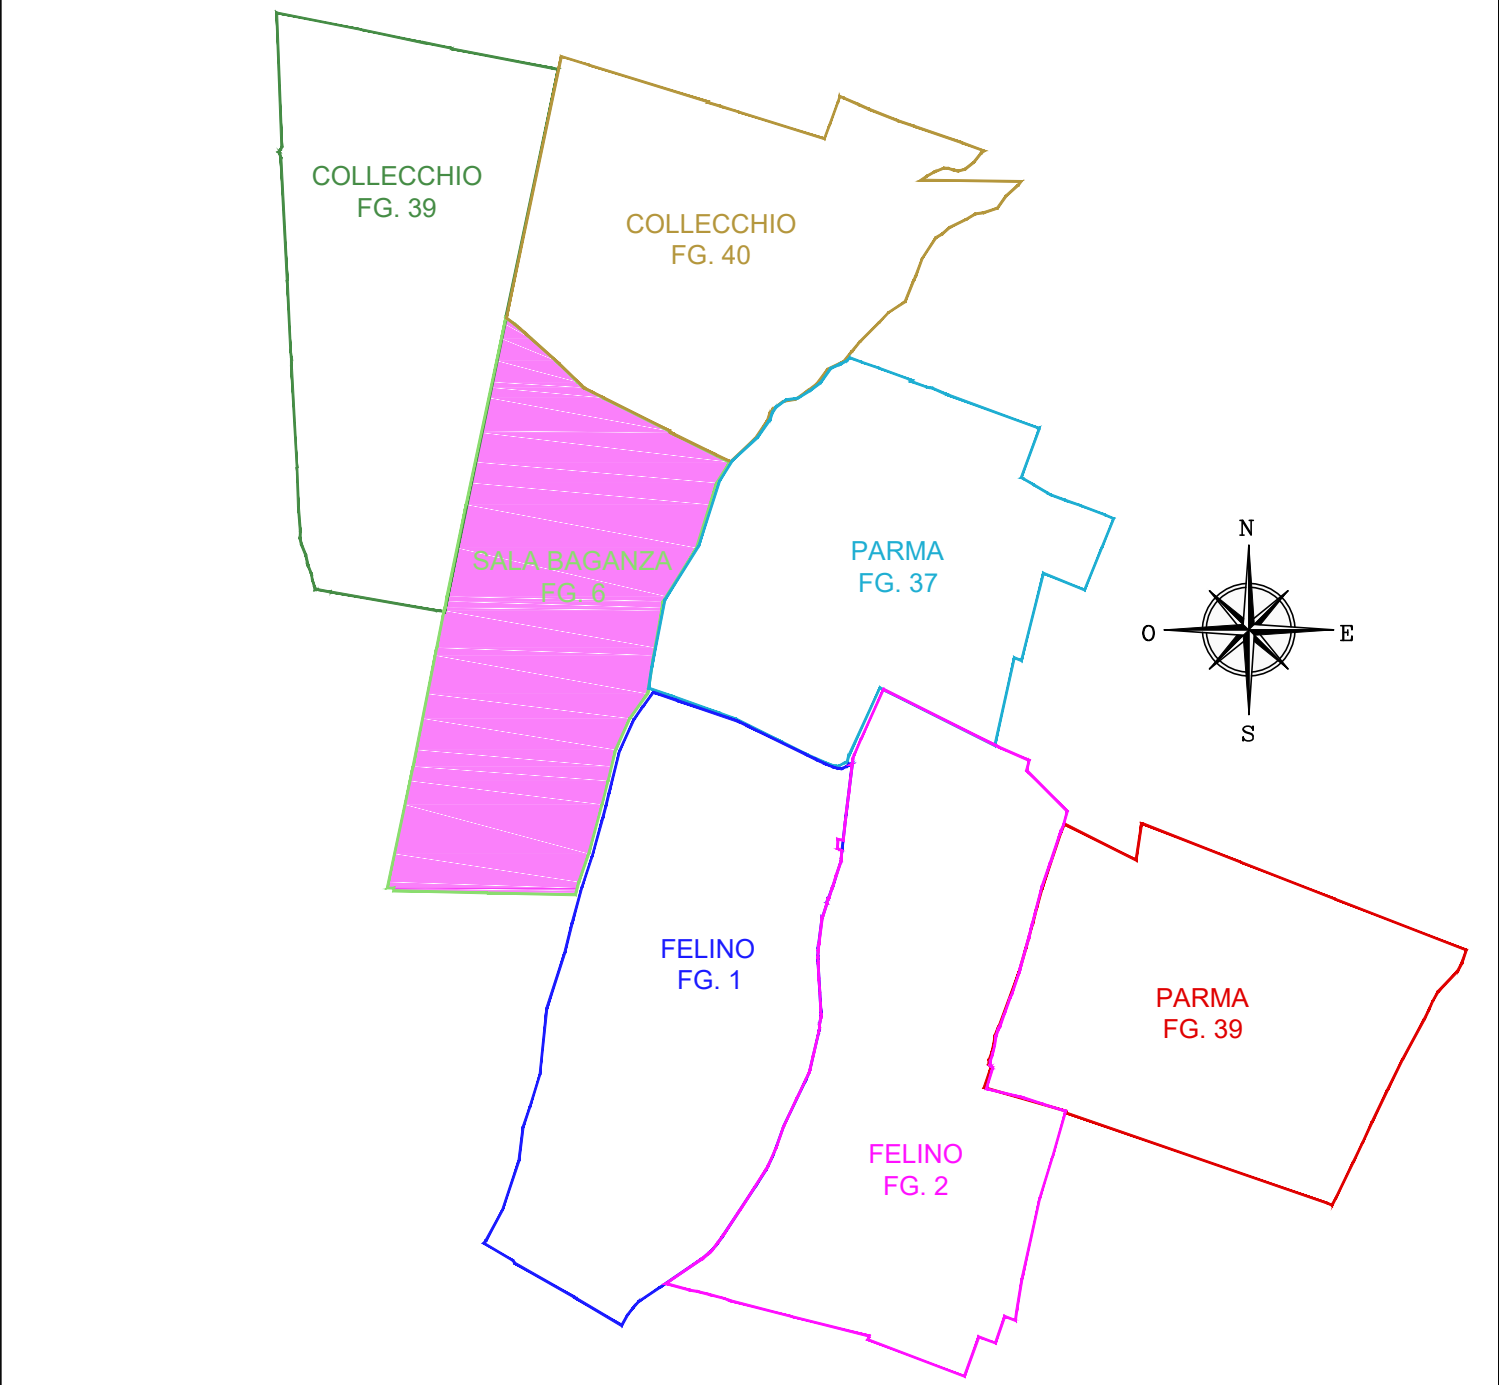 COLLECCHIO
FG. 39
COLLECCHIO
FG. 40
SALA BAGANZA
FG. 6
PARMA
FG. 37
N
O
E
S
FELINO
FG. 1
PARMA
FG. 39
FELINO
FG. 2